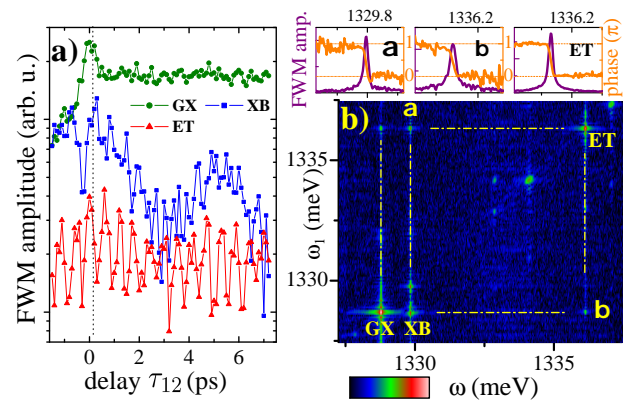 a)
FWM amplitude (arb. u.)
GX XB
ET
0 2 4 6
delay τ₁₂ (ps)
1329.8 1336.2 1336.2
FWM amp.
a b ET
1 1 1
0 0 0
phase (π)
b)
a
ET
ω₁ (meV)
1335
1330
GX XB b
1330 1335
ω (meV)